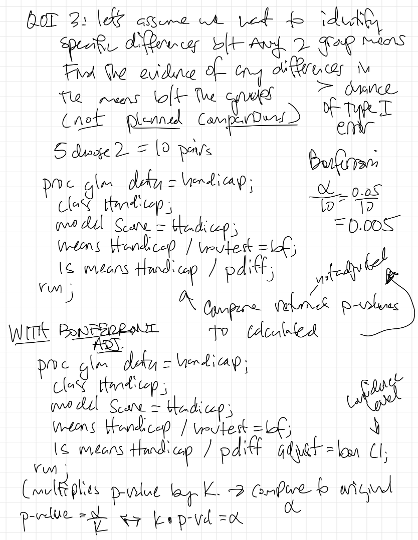 QOI 3: let's assume we want to identify
specific differences b/t Any 2 group means
Find the evidence of any differences in
the means b/t the groups
> chance
of Type I
error
(not planned comparisons)
5 choose 2 = 10 pairs
Bonferroni
α/10 = 0.05/10
= 0.005
proc glm data = handicap;
class Handicap;
model Score = Handicap;
means Handicap / hovtest = bf;
ls means Handicap / pdiff;
run;
not adjusted
compare returned p-values
to calculated
WITH BONFERRONI
ADJ
proc glm data = handicap;
class Handicap;
model Score = Handicap;
means Handicap / hovtest = bf;
confidence
level
ls means Handicap / pdiff adjust = bon Cl;
run;
(multiplies p-value by K. → compare to original
α
p-value = α/K ↔ k • p-val = α